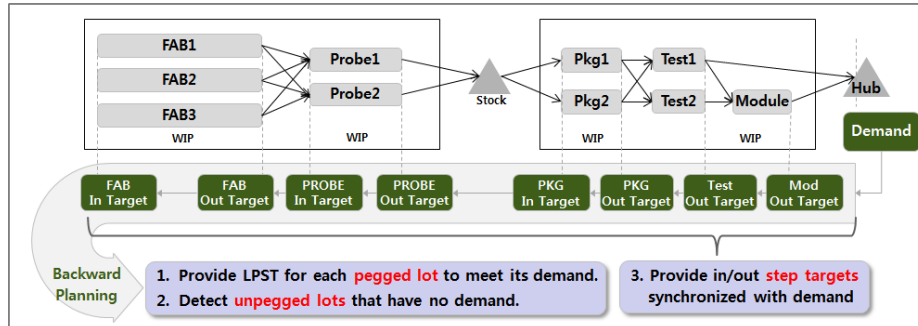 FAB1
FAB2
FAB3
WIP
Probe1
Probe2
WIP
Stock
Pkg1
Pkg2
WIP
Test1
Test2
Module
WIP
Hub
Demand
FAB
In Target
FAB
Out Target
PROBE
In Target
PROBE
Out Target
PKG
In Target
PKG
Out Target
Test
Out Target
Mod
Out Target
Backward
Planning
1. Provide LPST for each pegged lot to meet its demand.
2. Detect unpegged lots that have no demand.
3. Provide in/out step targets
synchronized with demand